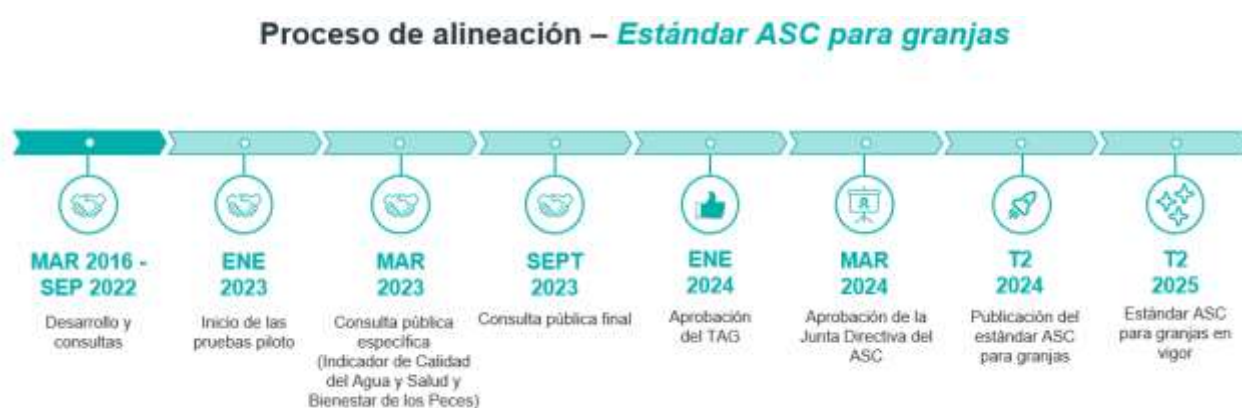 Proceso de alineación – Estándar ASC para granjas
MAR 2016 -
SEP 2022
Desarrollo y
consultas
ENE
2023
Inicio de las
pruebas piloto
MAR
2023
Consulta pública
específica
(Indicador de Calidad
del Agua y Salud y
Bienestar de los Peces)
SEPT
2023
Consulta pública final
ENE
2024
Aprobación
del TAG
MAR
2024
Aprobación de la
Junta Directiva del
ASC
T2
2024
Publicación del
estándar ASC
para granjas
T2
2025
Estándar ASC
para granjas en
vigor